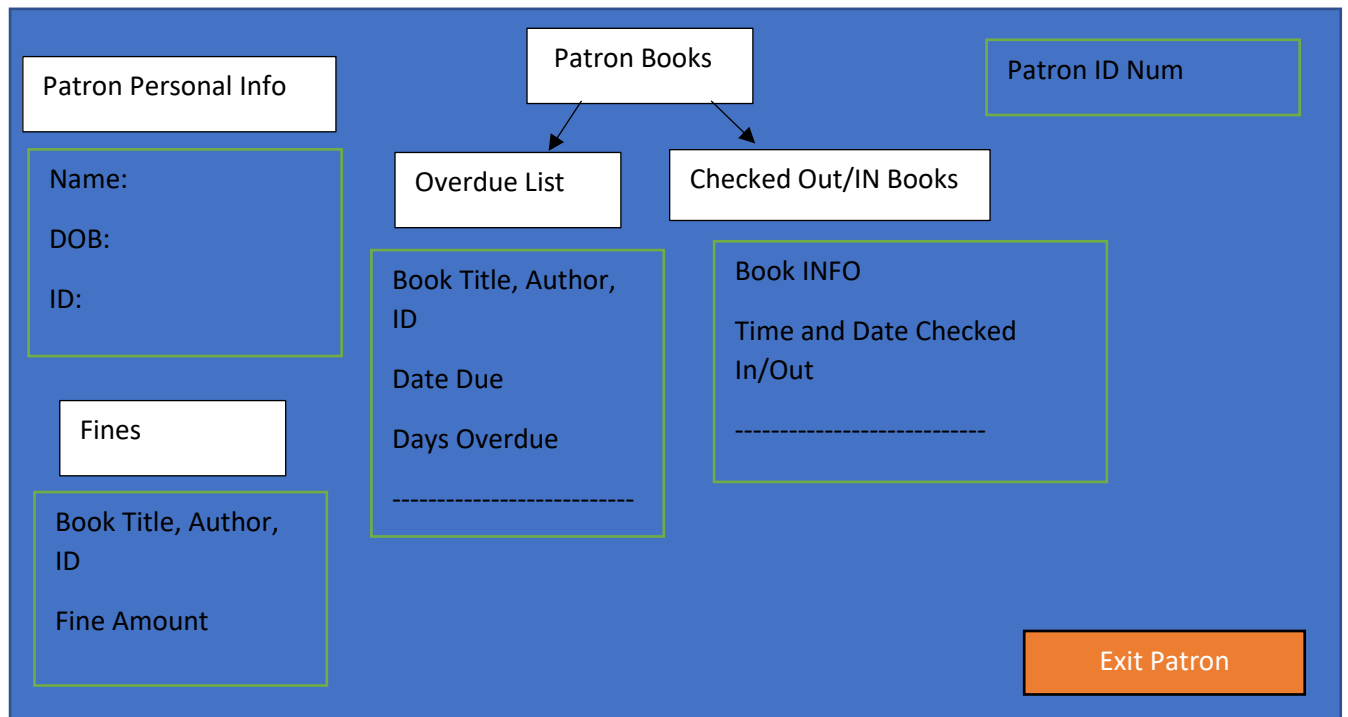 Patron Personal Info
Name:
DOB:
ID:
Fines
Book Title, Author,
ID
Fine Amount
Patron Books
Overdue List
Book Title, Author,
ID
Date Due
Days Overdue
---------------------------
Checked Out/IN Books
Book INFO
Time and Date Checked
In/Out
----------------------------
Patron ID Num
Exit Patron